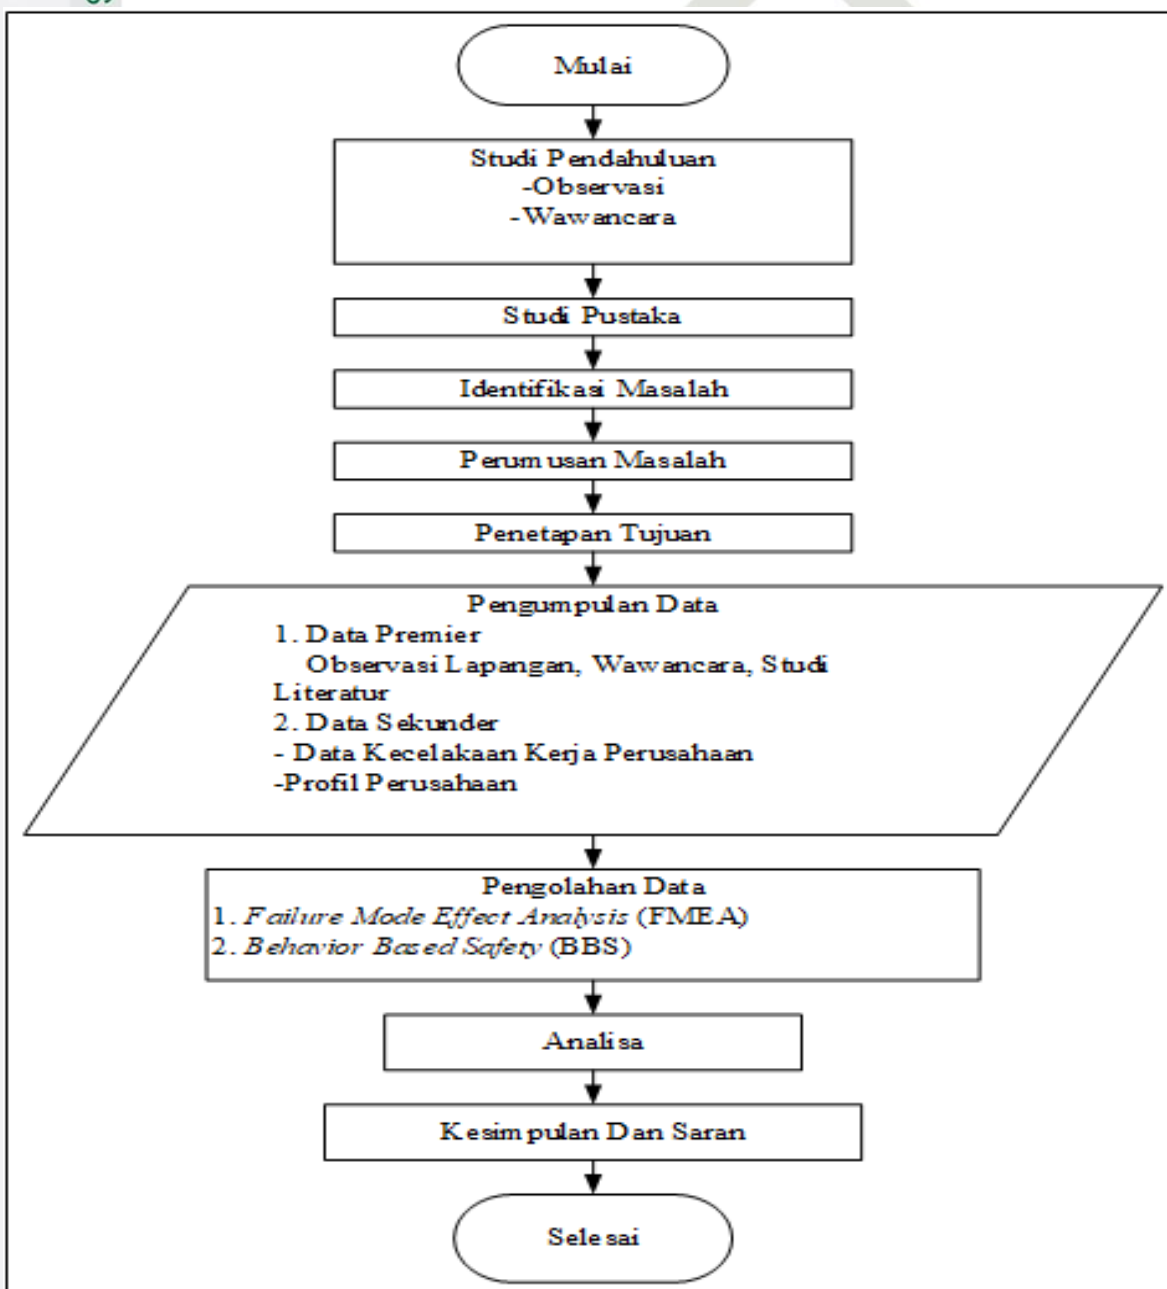 Mulai
Studi Pendahuluan
-Observasi
-Wawancara
Studi Pustaka
Identifikasi Masalah
Perumusan Masalah
Penetapan Tujuan
Pengumpulan Data
1. Data Premier
Observasi Lapangan, Wawancara, Studi
Literatur
2. Data Sekunder
- Data Kecelakaan Kerja Perusahaan
-Profil Perusahaan
Pengolahan Data
1. Failure Mode Effect Analysis (FMEA)
2. Behavior Based Safety (BBS)
Analisa
Kesimpulan Dan Saran
Selesai